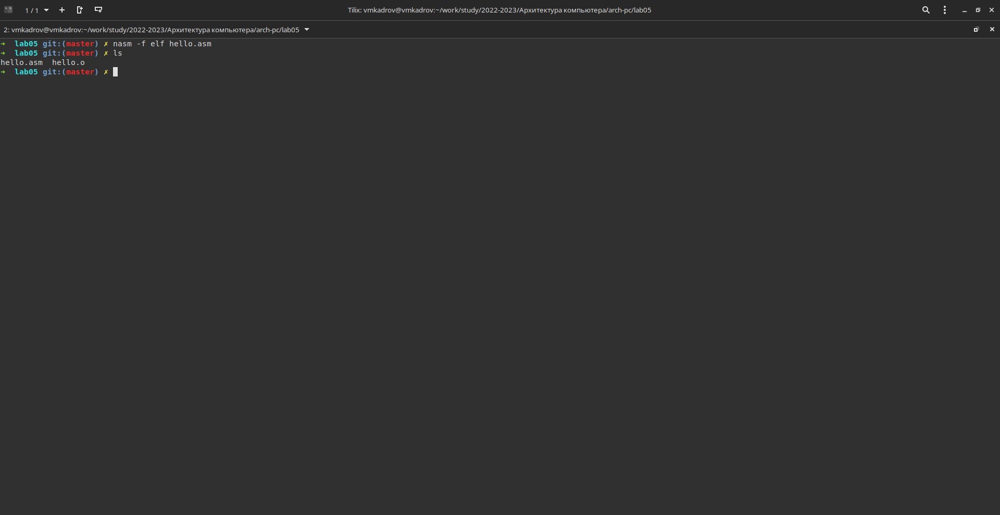 1 / 1
Tilix: vmkadrov@vmkadrov:~/work/study/2022-2023/Архитектура компьютера/arch-pc/lab05
2: vmkadrov@vmkadrov:~/work/study/2022-2023/Архитектура компьютера/arch-pc/lab05
➜  lab05 git:(master) ✗ nasm -f elf hello.asm
➜  lab05 git:(master) ✗ ls
hello.asm  hello.o
➜  lab05 git:(master) ✗